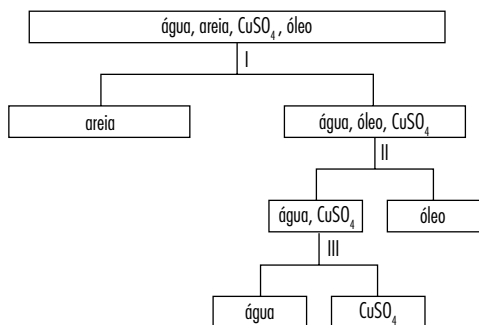 água, areia, CuSO₄, óleo
I
areia
água, óleo, CuSO₄
II
água, CuSO₄
óleo
III
água
CuSO₄